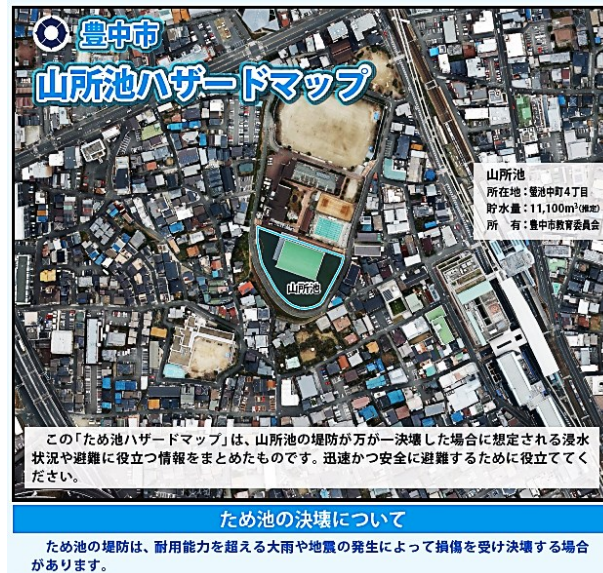 豊中市
山所池ハザードマップ
山所池
所在地：螢池中町4丁目
貯水量：11,100m³(推定)
所　有：豊中市教育委員会
山所池
この「ため池ハザードマップ」は、山所池の堤防が万が一決壊した場合に想定される浸水
状況や避難に役立つ情報をまとめたものです。迅速かつ安全に避難するために役立ててく
ださい。
ため池の決壊について
ため池の堤防は、耐用能力を超える大雨や地震の発生によって損傷を受け決壊する場合
があります。